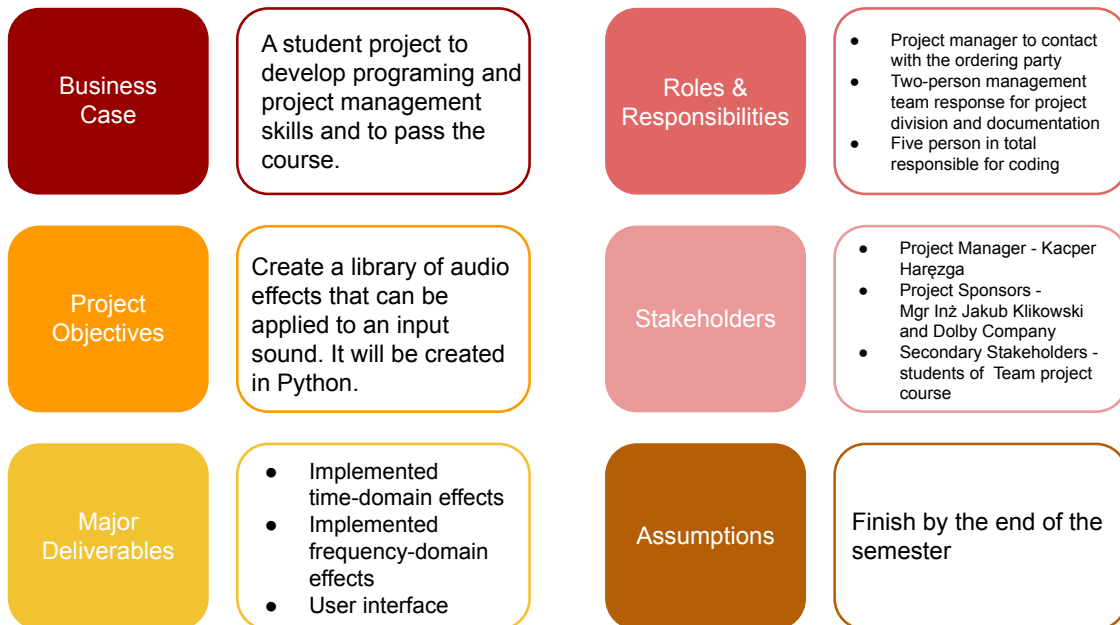 Business
Case
A student project to
develop programing and
project management
skills and to pass the
course.
Roles &
Responsibilities
● Project manager to contact
with the ordering party
● Two-person management
team response for project
division and documentation
● Five person in total
responsible for coding
Project
Objectives
Create a library of audio
effects that can be
applied to an input
sound. It will be created
in Python.
Stakeholders
● Project Manager - Kacper
Haręzga
● Project Sponsors -
Mgr Inż Jakub Klikowski
and Dolby Company
● Secondary Stakeholders -
students of Team project
course
Major
Deliverables
● Implemented
time-domain effects
● Implemented
frequency-domain
effects
● User interface
Assumptions
Finish by the end of the
semester